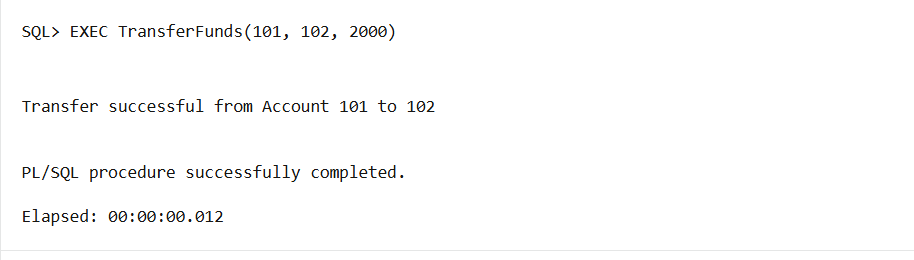 SQL> EXEC TransferFunds(101, 102, 2000)
Transfer successful from Account 101 to 102
PL/SQL procedure successfully completed.
Elapsed: 00:00:00.012